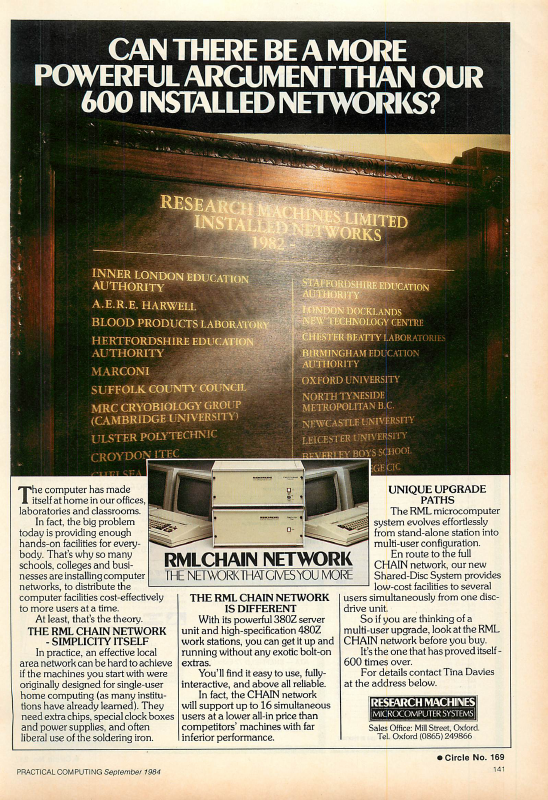 CAN THERE BE A MORE
POWERFUL ARGUMENT THAN OUR
600 INSTALLED NETWORKS?
RESEARCH MACHINES LIMITED
INSTALLED NETWORKS
1982 -
INNER LONDON EDUCATION
AUTHORITY
A.E.R.E. HARWELL
BLOOD PRODUCTS LABORATORY
HERTFORDSHIRE EDUCATION
AUTHORITY
MARCONI
SUFFOLK COUNTY COUNCIL
MRC CRYOBIOLOGY GROUP
(CAMBRIDGE UNIVERSITY)
ULSTER POLYTECHNIC
CROYDON ITEC
CHELSEA
STAFFORDSHIRE EDUCATION
AUTHORITY
LONDON DOCKLANDS
NEW TECHNOLOGY CENTRE
CHESTER BEATTY LABORATORIES
BIRMINGHAM EDUCATION
AUTHORITY
OXFORD UNIVERSITY
NORTH TYNESIDE
METROPOLITAN B.C.
NEWCASTLE UNIVERSITY
LEICESTER UNIVERSITY
BEVERLEY BOYS SCHOOL
The computer has made
itself at home in our offices,
laboratories and classrooms.
In fact, the big problem
today is providing enough
hands-on facilities for every-
body. That's why so many
schools, colleges and busi-
nesses are installing computer
networks, to distribute the
computer facilities cost-effectively
to more users at a time.
At least, that's the theory.
THE RML CHAIN NETWORK
- SIMPLICITY ITSELF
In practice, an effective local
area network can be hard to achieve
if the machines you start with were
originally designed for single-user
home computing (as many institu-
tions have already learned). They
need extra chips, special clock boxes
and power supplies, and often
liberal use of the soldering iron.
RML CHAIN NETWORK
THE NETWORK THAT GIVES YOU MORE
THE RML CHAIN NETWORK
IS DIFFERENT
With its powerful 380Z server
unit and high-specification 480Z
work stations, you can get it up and
running without any exotic bolt-on
extras.
You'll find it easy to use, fully-
interactive, and above all reliable.
In fact, the CHAIN network
will support up to 16 simultaneous
users at a lower all-in price than
competitors' machines with far
inferior performance.
UNIQUE UPGRADE
PATHS
The RML microcomputer
system evolves effortlessly
from stand-alone station into
multi-user configuration.
En route to the full
CHAIN network, our new
Shared-Disc System provides
low-cost facilities to several
users simultaneously from one disc-
drive unit.
So if you are thinking of a
multi-user upgrade, look at the RML
CHAIN network before you buy.
It's the one that has proved itself -
600 times over.
For details contact Tina Davies
at the address below.
RESEARCH MACHINES
MICROCOMPUTER SYSTEMS
Sales Office: Mill Street, Oxford.
Tel. Oxford (0865) 249866
● Circle No. 169
PRACTICAL COMPUTING September 1984
141